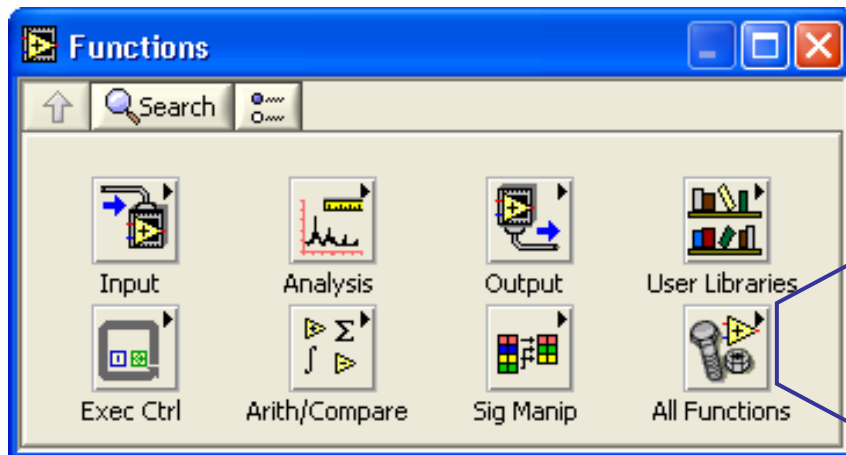 Functions
Search
Input Analysis Output User Libraries
Exec Ctrl Arith/Compare Sig Manip All Functions